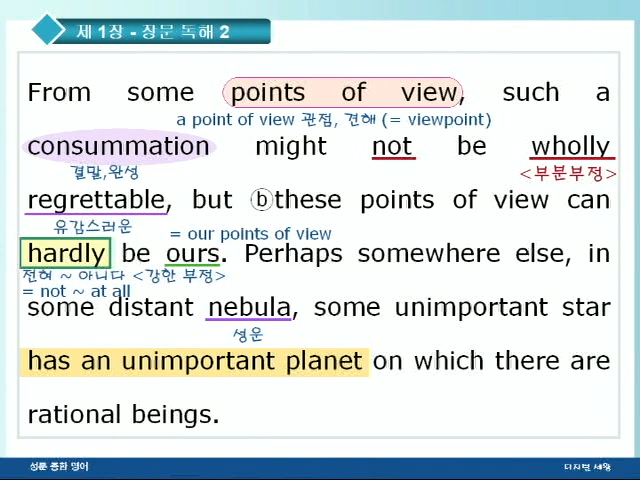 제 1장 - 장문 독해 2
From some points of view, such a
a point of view 관점, 견해 (= viewpoint)
consummation might not be wholly
결말,완성 <부분부정>
regrettable, but ⓑthese points of view can
유감스러운 = our points of view
hardly be ours. Perhaps somewhere else, in
전혀 ~ 아니다 <강한 부정>
= not ~ at all
some distant nebula, some unimportant star
성운
has an unimportant planet on which there are
rational beings.
성문 종합 영어 디지털 세상